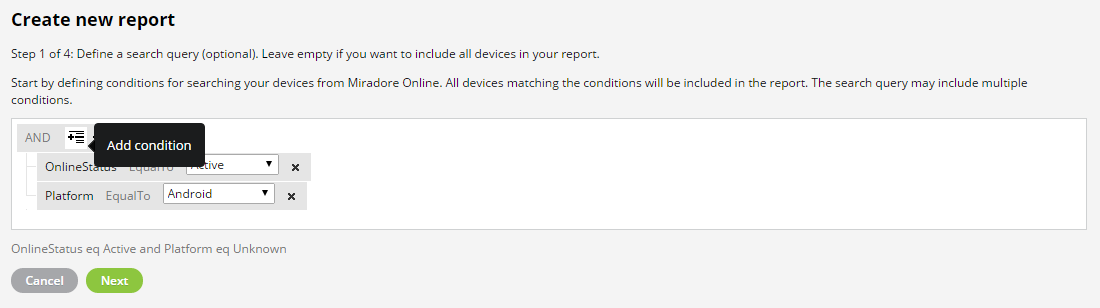 Create new report
Step 1 of 4: Define a search query (optional). Leave empty if you want to include all devices in your report.
Start by defining conditions for searching your devices from Miradore Online. All devices matching the conditions will be included in the report. The search query may include multiple
conditions.
AND
Add condition
OnlineStatus EqualTo Active
Platform EqualTo Android
OnlineStatus eq Active and Platform eq Unknown
Cancel Next